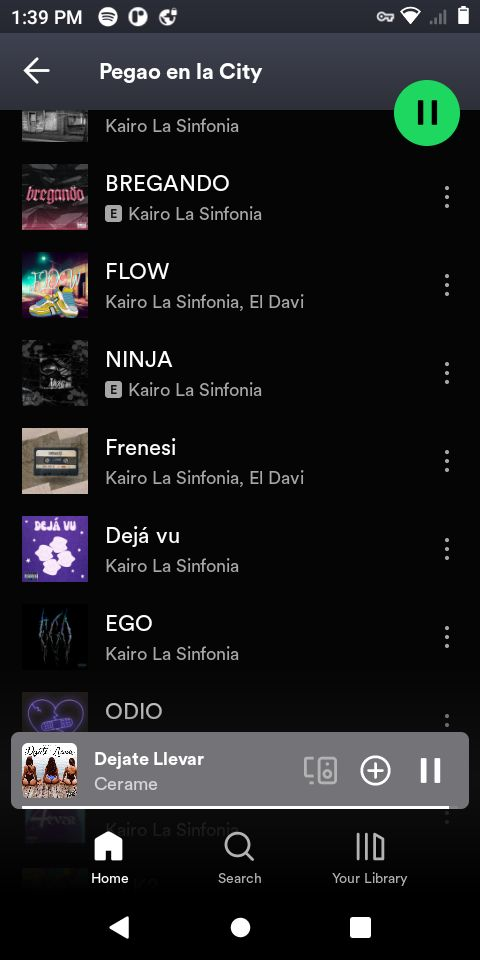 1:39 PM
Pegao en la City
Kairo La Sinfonia
bregando
BREGANDO
E Kairo La Sinfonia
FLOW
FLOW
Kairo La Sinfonia, El Davi
NINJA
E Kairo La Sinfonia
Frenesi
Kairo La Sinfonia, El Davi
DEJÁ VU
Dejá vu
Kairo La Sinfonia
EGO
Kairo La Sinfonia
ODIO
Dejate Llevar
Cerame
Kairo La Sinfonia
Home
Search
Your Library